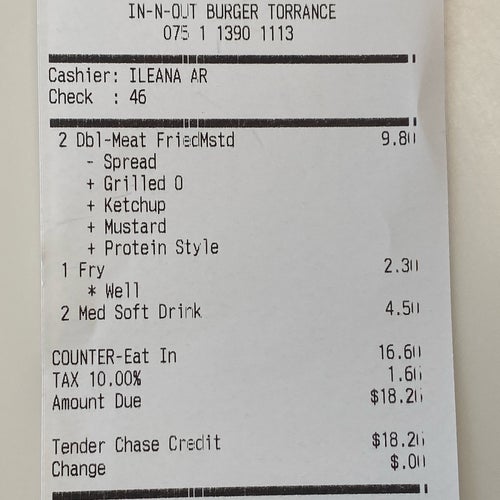 IN-N-OUT BURGER TORRANCE
075 1 1390 1113
Cashier: ILEANA AR
Check : 46
2 Dbl-Meat FriedMstd 9.80
- Spread
+ Grilled O
+ Ketchup
+ Mustard
+ Protein Style
1 Fry 2.30
* Well
2 Med Soft Drink 4.50
COUNTER-Eat In 16.60
TAX 10.00% 1.66
Amount Due $18.26
Tender Chase Credit $18.26
Change $.00